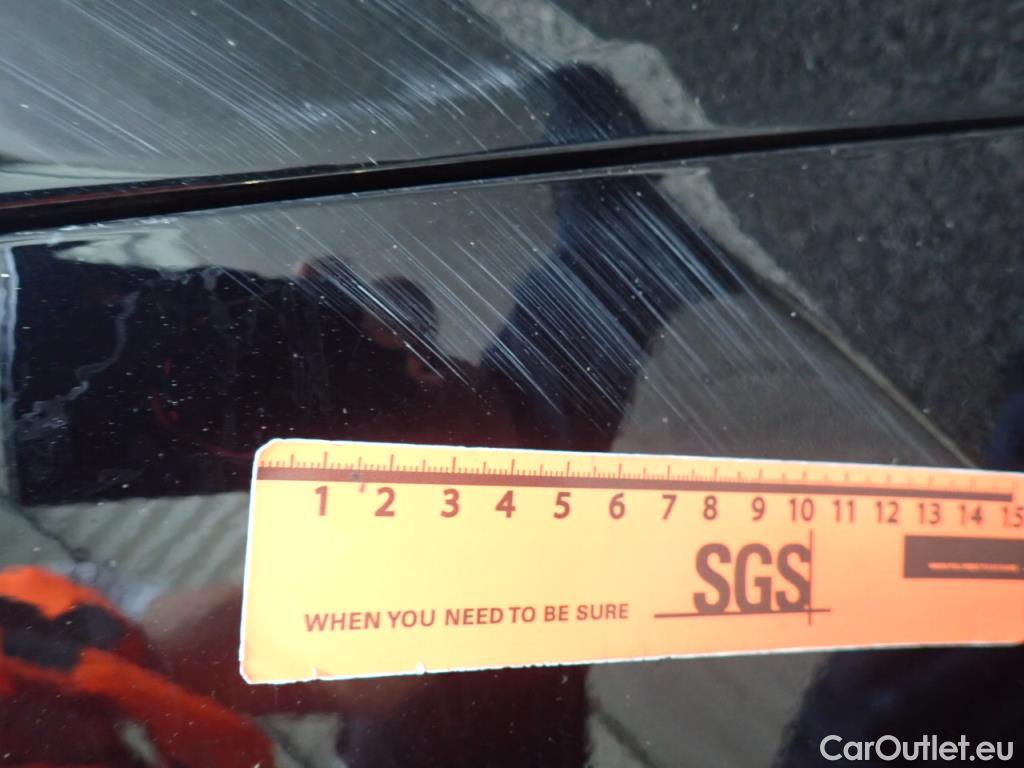 1 2 3 4 5 6 7 8 9 10 11 12 13 14 15
SGS
WHEN YOU NEED TO BE SURE
CarOutlet.eu